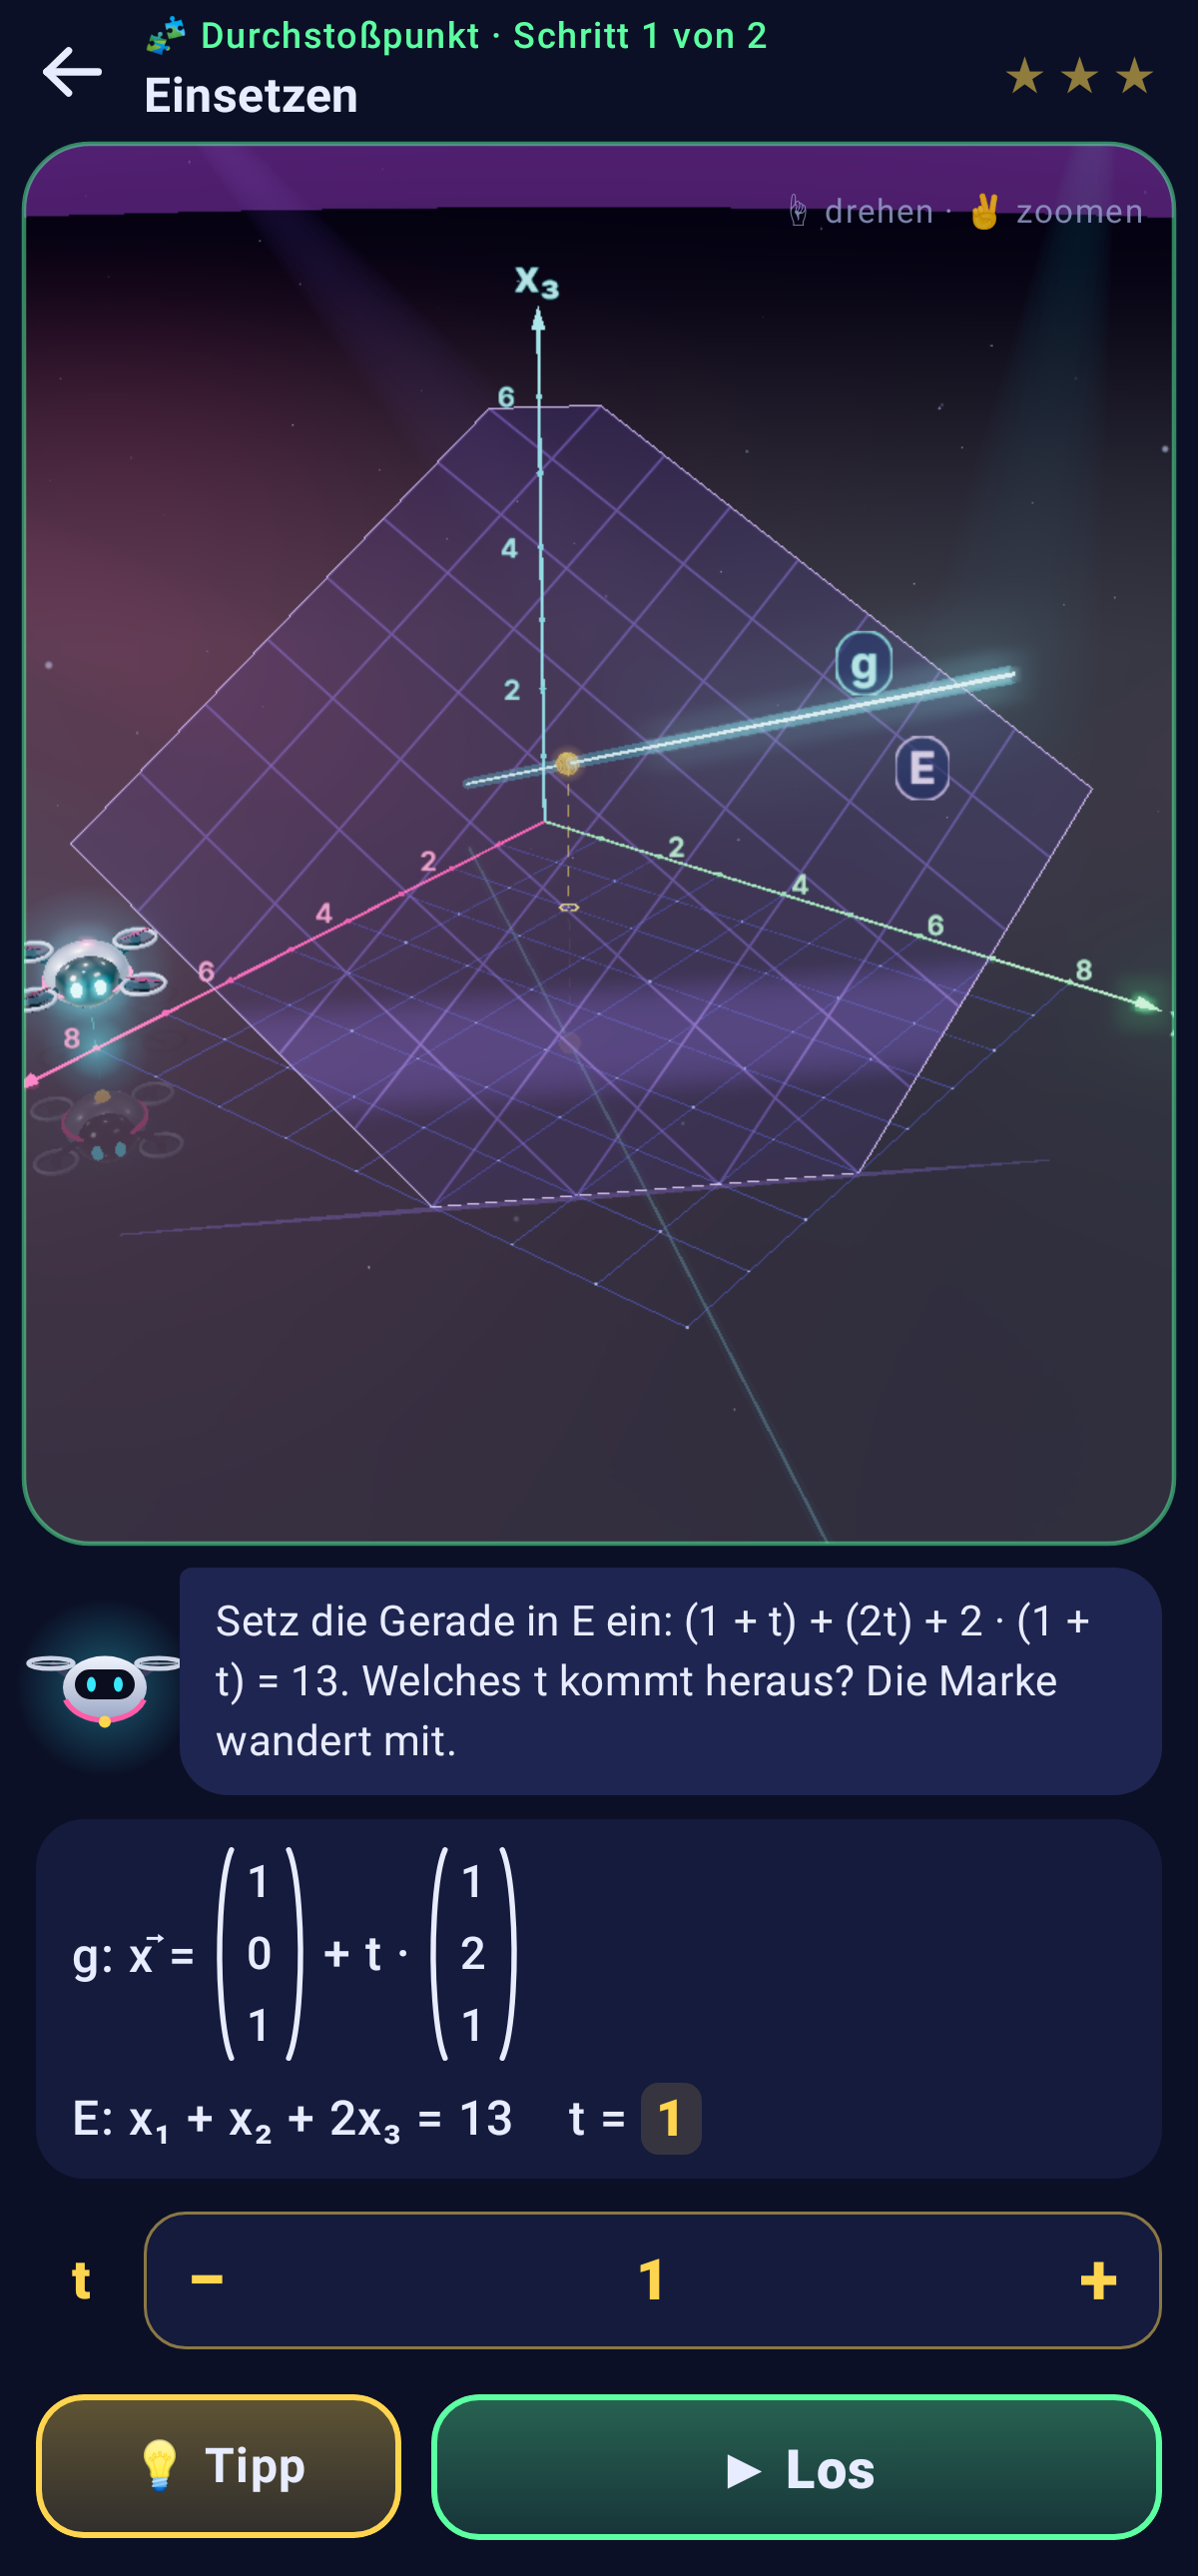 🧩 Durchstoßpunkt · Schritt 1 von 2
Einsetzen
★ ★ ★
☝ drehen · ✌ zoomen
x₃
6
4
2
g
E
2
4
6
8
2
4
6
8
Setz die Gerade in E ein: (1 + t) + (2t) + 2 · (1 +
t) = 13. Welches t kommt heraus? Die Marke
wandert mit.
1 1
g: x⃗ = 0 + t · 2
1 1
E: x₁ + x₂ + 2x₃ = 13 t = 1
t − 1 +
💡 Tipp
▶ Los